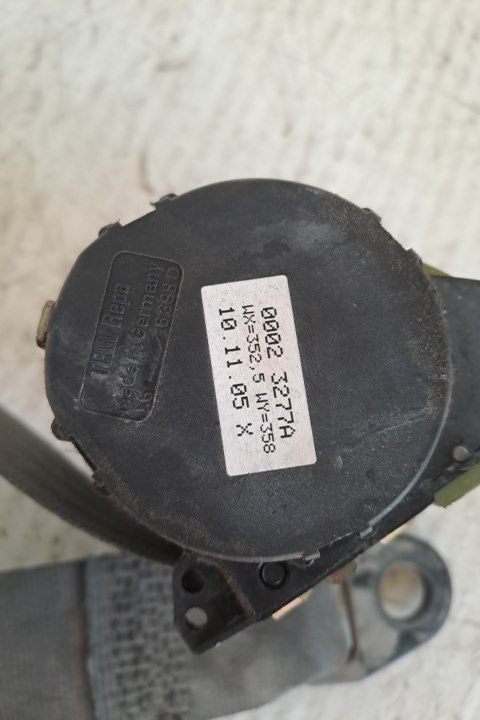 TRW Repa
Made in Germany
0002 3277A
WX=352,5 WY=358
10.11.05 X